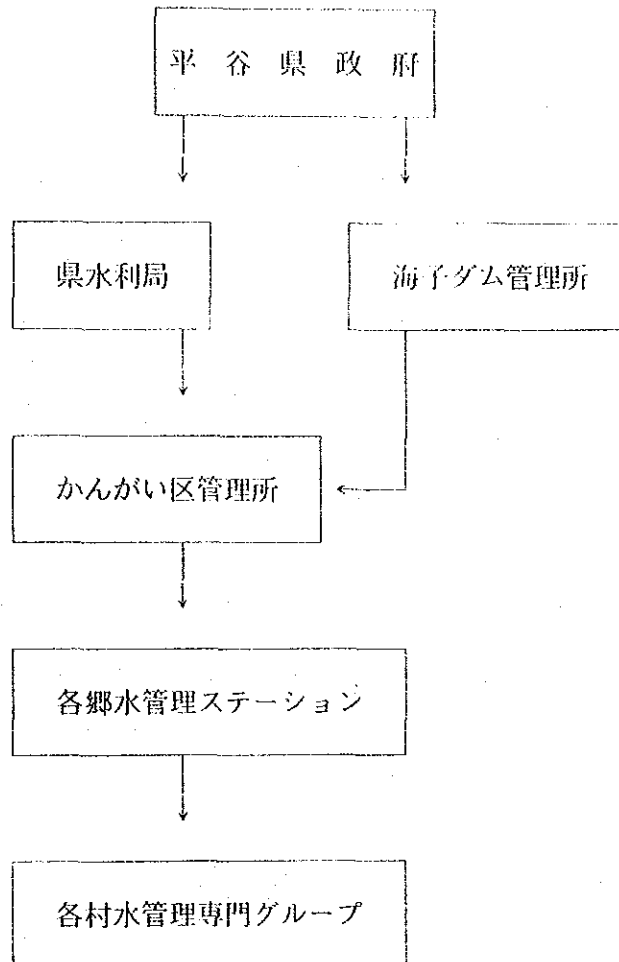 平谷県政府
県水利局
海子ダム管理所
かんがい区管理所
各郷水管理ステーション
各村水管理専門グループ